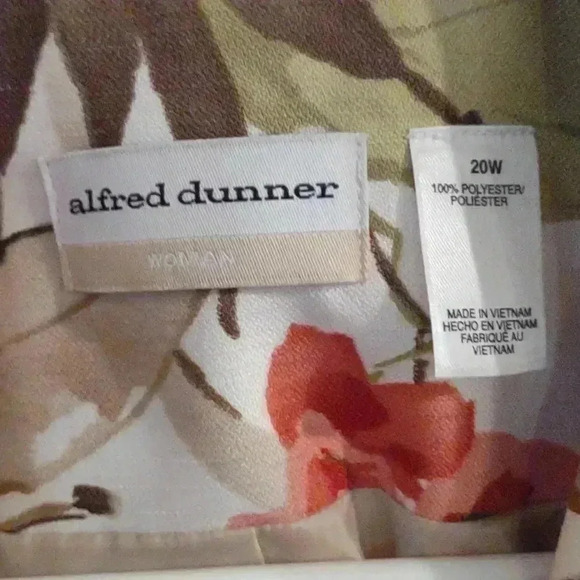 alfred dunner
WOMAN
20W
100% POLYESTER/
POLIÉSTER
MADE IN VIETNAM
HECHO EN VIETNAM
FABRIQUÉ AU
VIETNAM